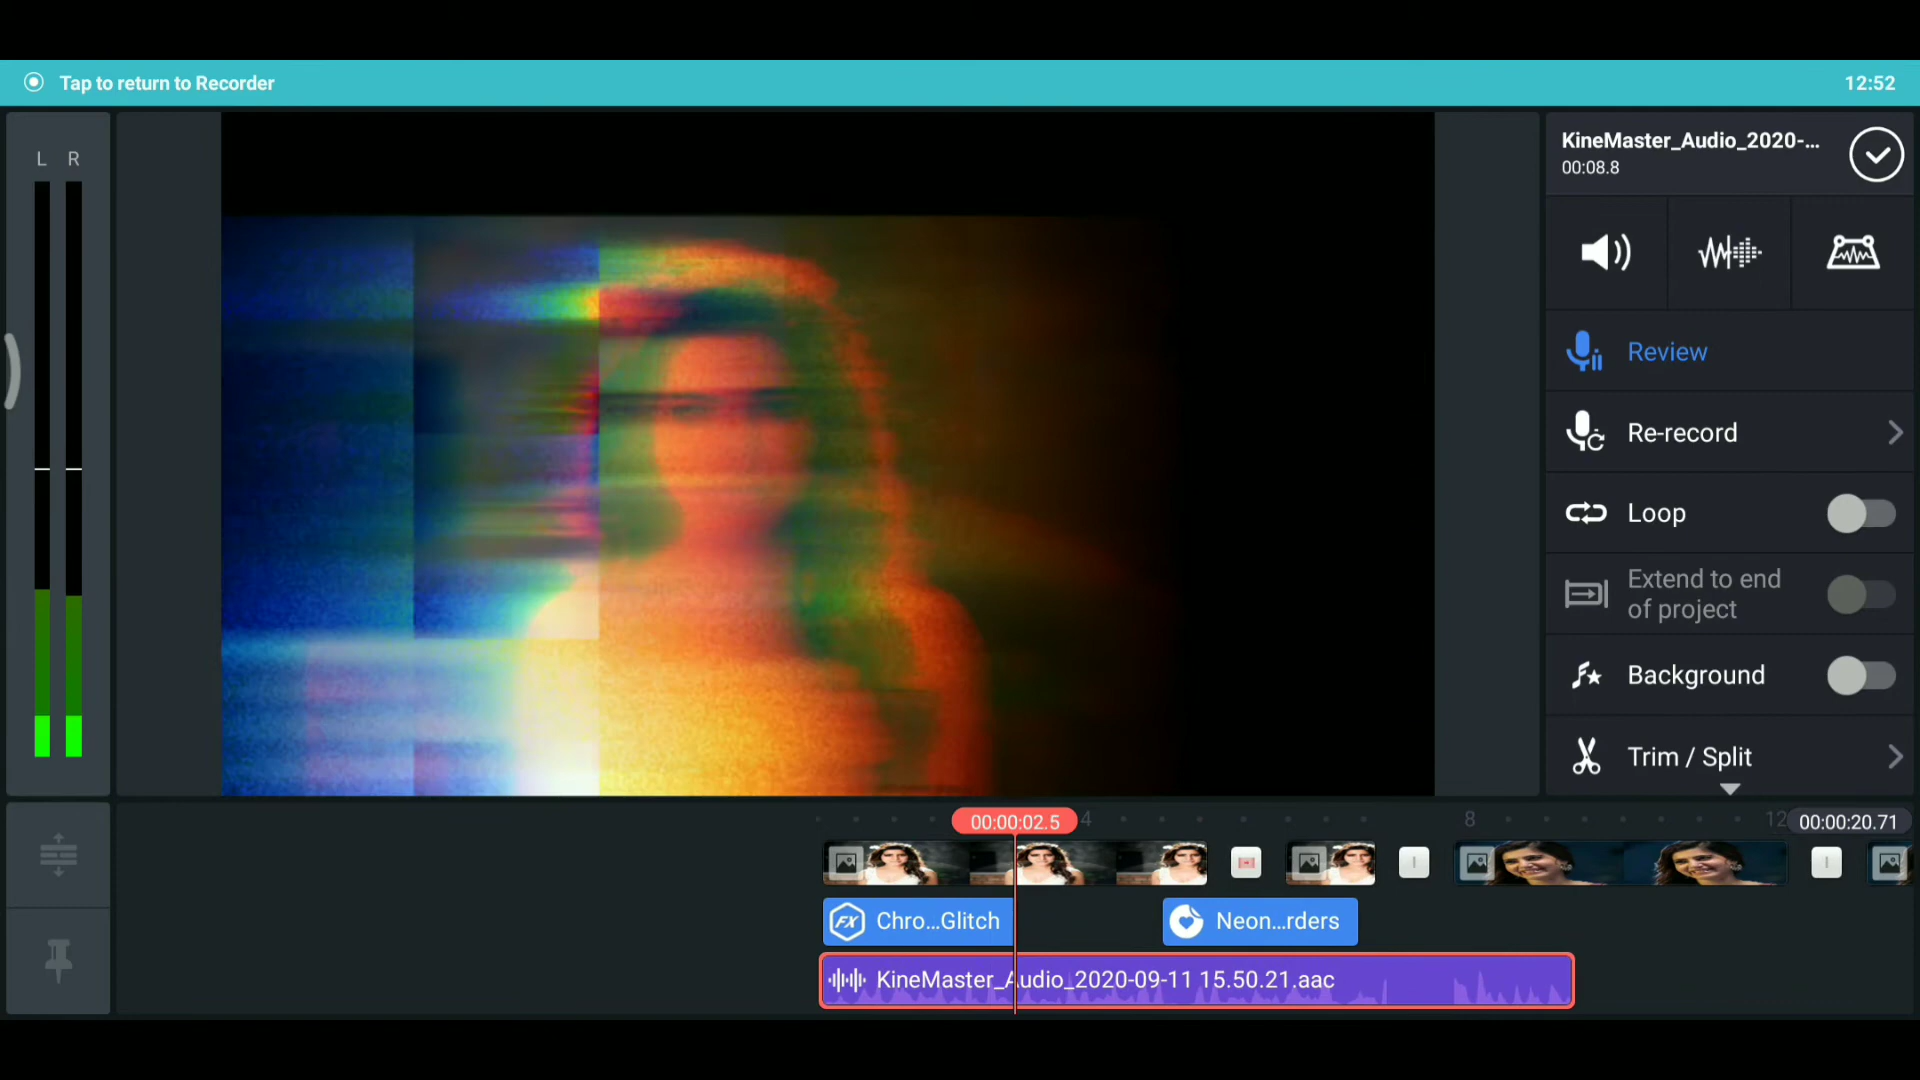 Tap to return to Recorder
12:52
L R
KineMaster_Audio_2020-...
00:08.8
Review
Re-record
Loop
Extend to end
of project
Background
Trim / Split
00:00:02.5
4
8
12
00:00:20.71
FX
Chro...Glitch
Neon...rders
KineMaster_Audio_2020-09-11 15.50.21.aac